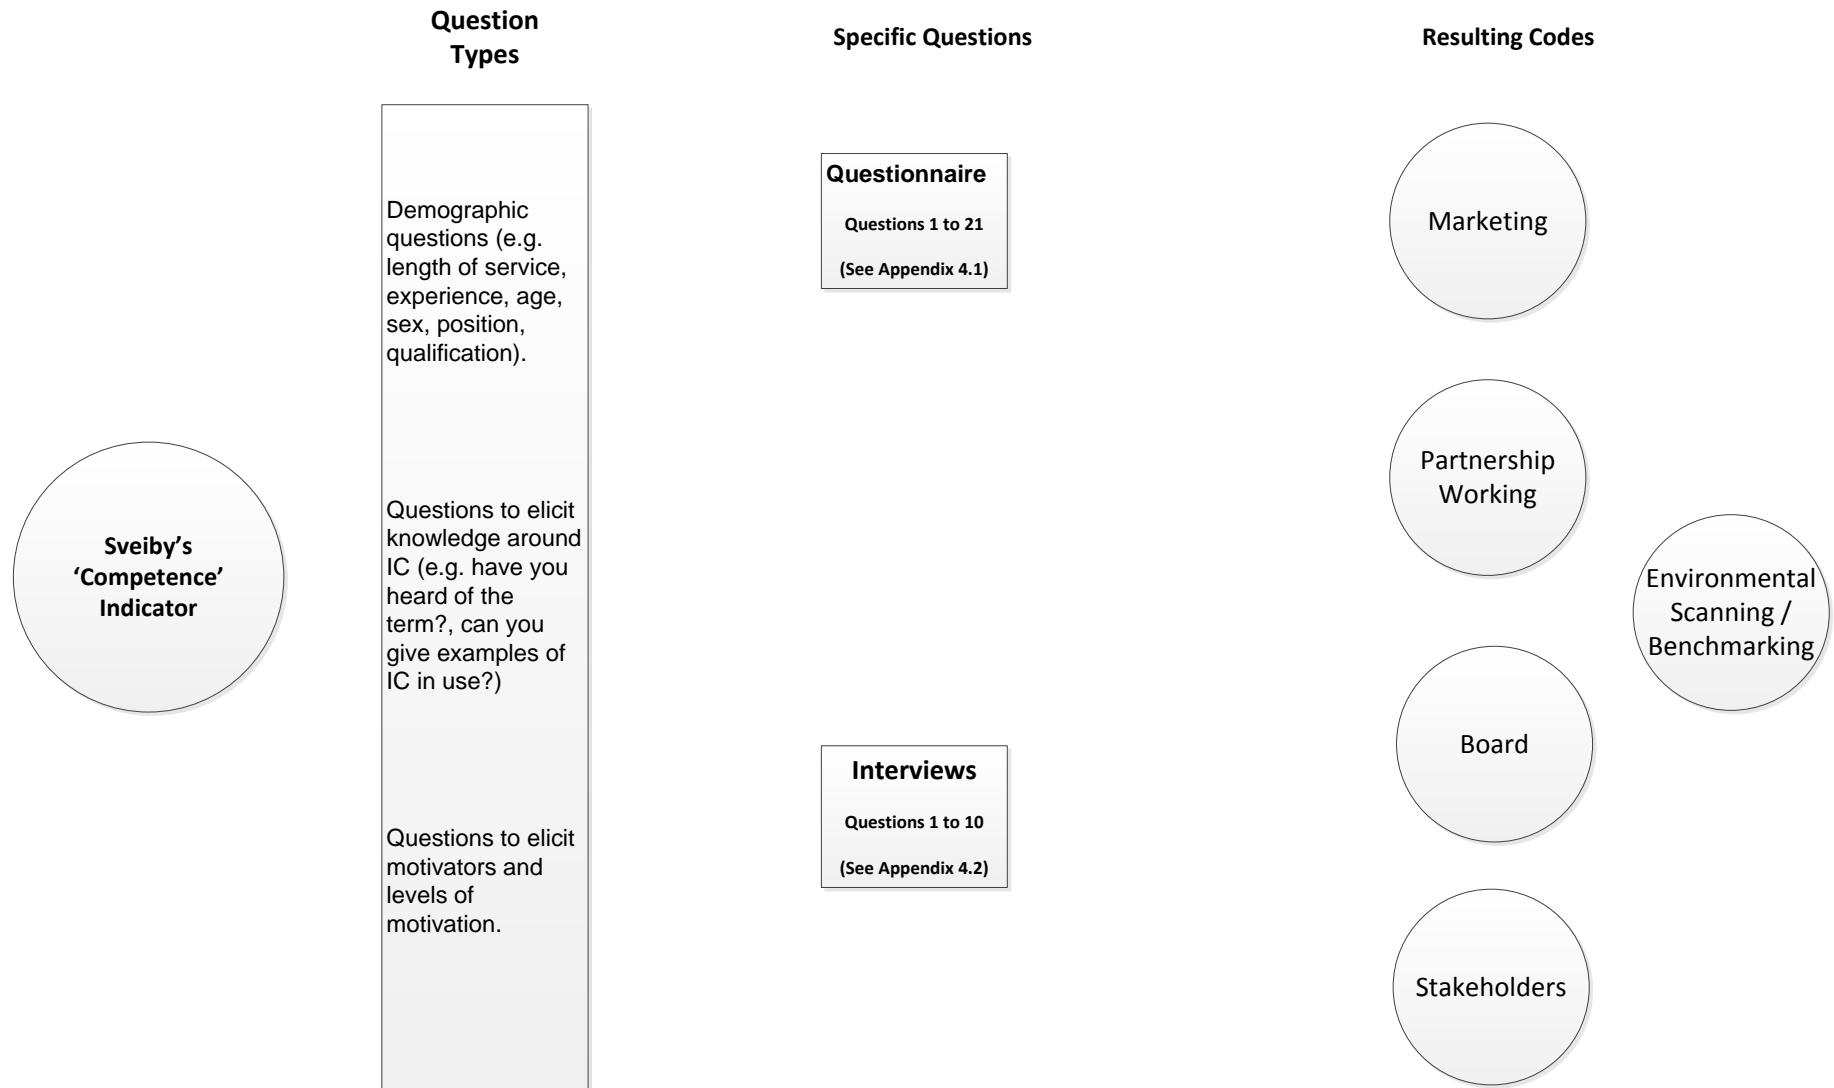 Question
Types
Specific Questions
Resulting Codes
Sveiby’s
‘Competence’
Indicator
Demographic
questions (e.g.
length of service,
experience, age,
sex, position,
qualification).
Questions to elicit
knowledge around
IC (e.g. have you
heard of the
term?, can you
give examples of
IC in use?)
Questions to elicit
motivators and
levels of
motivation.
Questionnaire
Questions 1 to 21
(See Appendix 4.1)
Interviews
Questions 1 to 10
(See Appendix 4.2)
Marketing
Partnership
Working
Environmental
Scanning /
Benchmarking
Board
Stakeholders